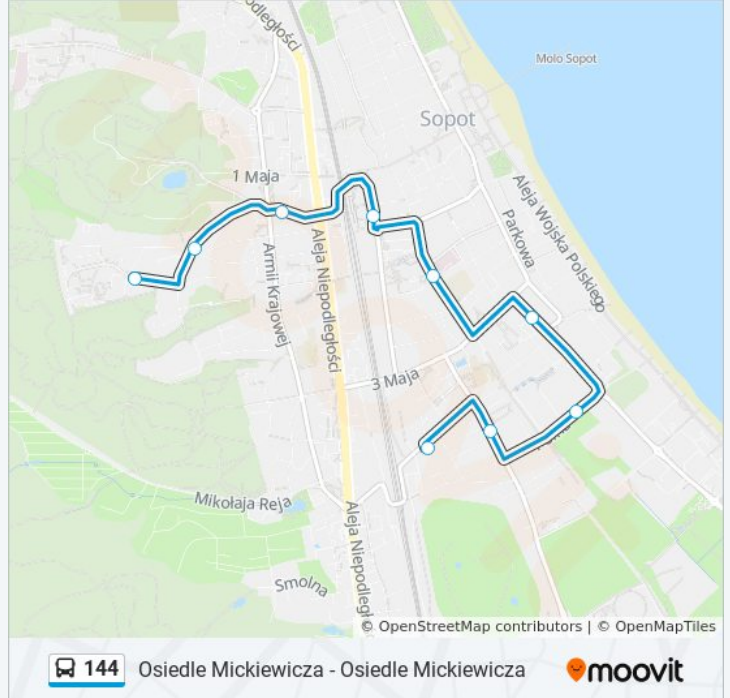 podległości
Molo Sopot
Sopot
1 Maja
Aleja Wojska Polskiego
Parkowa
Armii Krajowej
Aleja Niepodległości
3 Maja
Mikołaja Reja
Aleja Niepodległ
Smolna
© OpenStreetMap contributors | © OpenMapTiles
144 Osiedle Mickiewicza - Osiedle Mickiewicza moovit